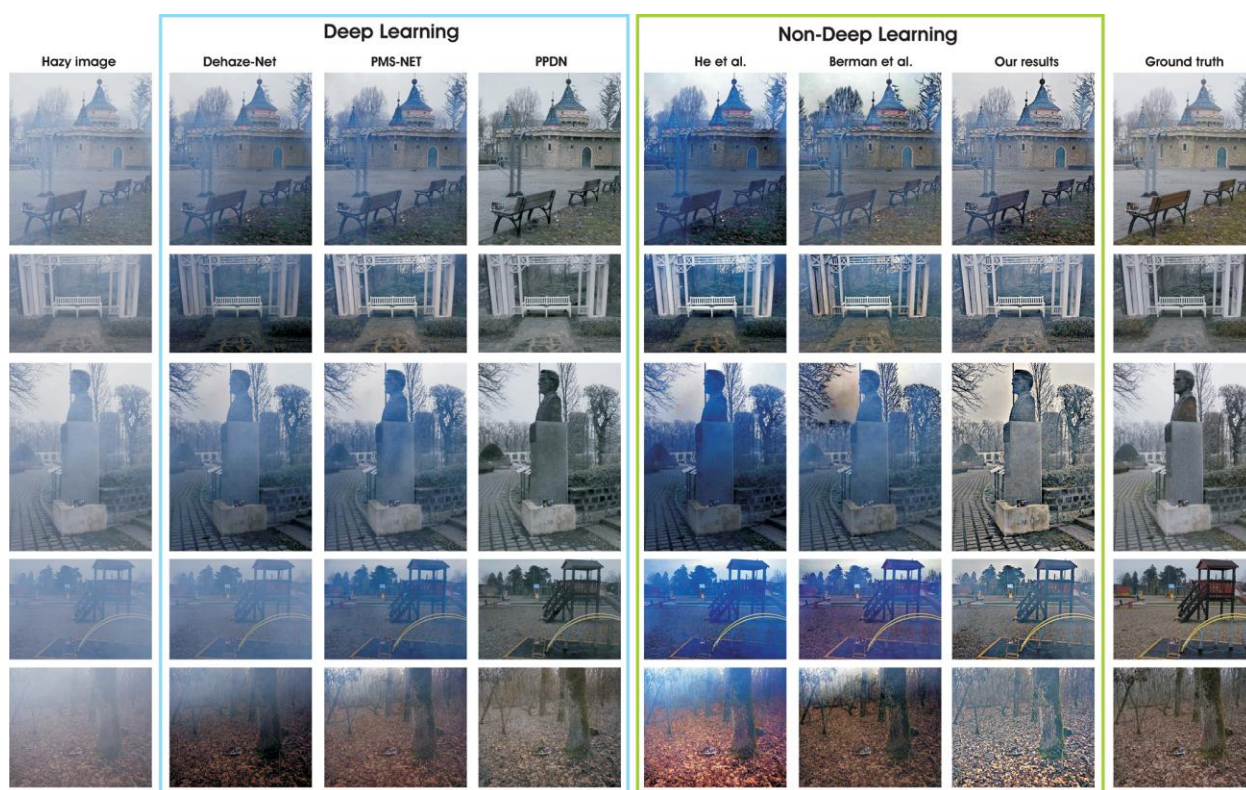 Deep Learning
Non-Deep Learning
Hazy image
Dehaze-Net
PMS-NET
PPDN
He et al.
Berman et al.
Our results
Ground truth